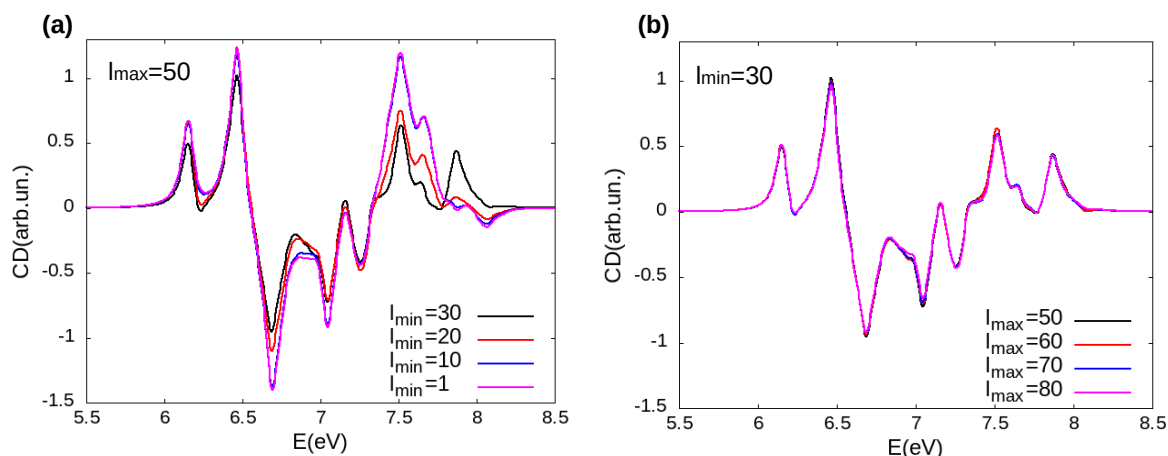 (a)
lmax=50
CD(arb.un.)
1
0.5
0
-0.5
-1
-1.5
lmin=30
lmin=20
lmin=10
lmin=1
5.5 6 6.5 7 7.5 8 8.5
E(eV)
(b)
lmin=30
CD(arb.un.)
1
0.5
0
-0.5
-1
-1.5
lmax=50
lmax=60
lmax=70
lmax=80
5.5 6 6.5 7 7.5 8 8.5
E(eV)